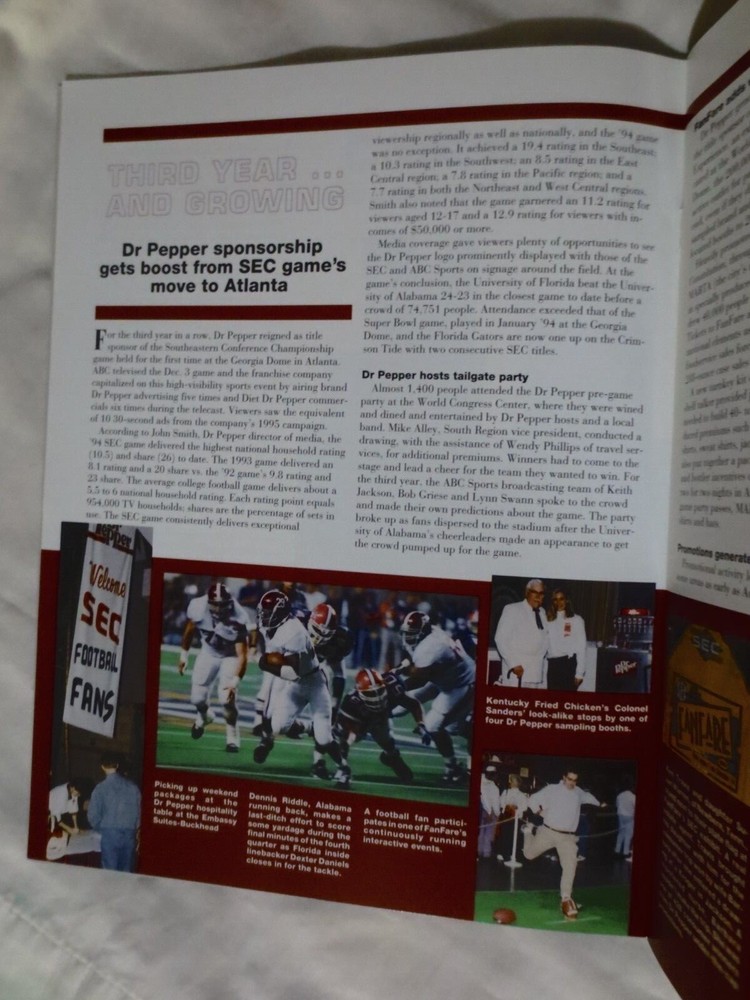 THIRD YEAR ...
AND GROWING
Dr Pepper sponsorship
gets boost from SEC game's
move to Atlanta
For the third year in a row, Dr Pepper reigned as title
sponsor of the Southeastern Conference Championship
game held for the first time at the Georgia Dome in Atlanta.
ABC televised the Dec. 3 game and the franchise company
capitalized on this high-visibility sports event by airing brand
Dr Pepper advertising five times and Diet Dr Pepper commer-
cials six times during the telecast. Viewers saw the equivalent
of 10 30-second ads from the company's 1995 campaign.
According to John Smith, Dr Pepper director of media, the
'94 SEC game delivered the highest national household rating
(10.5) and share (26) to date. The 1993 game delivered an
8.1 rating and a 20 share vs. the '92 game's 9.8 rating and
23 share. The average college football game delivers about a
5.5 to 6 national household rating. Each rating point equals
954,000 TV households; shares are the percentage of sets in
use. The SEC game consistently delivers exceptional
viewership regionally as well as nationally, and the '94 game
was no exception. It achieved a 19.4 rating in the Southeast;
a 10.3 rating in the Southwest; an 8.5 rating in the East
Central region; a 7.8 rating in the Pacific region; and a
7.7 rating in both the Northeast and West Central regions.
Smith also noted that the game garnered an 11.2 rating for
viewers aged 12-17 and a 12.9 rating for viewers with in-
comes of $50,000 or more.
Media coverage gave viewers plenty of opportunities to see
the Dr Pepper logo prominently displayed with those of the
SEC and ABC Sports on signage around the field. At the
game's conclusion, the University of Florida beat the Univer-
sity of Alabama 24-23 in the closest game to date before a
crowd of 74,751 people. Attendance exceeded that of the
Super Bowl game, played in January '94 at the Georgia
Dome, and the Florida Gators are now one up on the Crim-
son Tide with two consecutive SEC titles.
Dr Pepper hosts tailgate party
Almost 1,400 people attended the Dr Pepper pre-game
party at the World Congress Center, where they were wined
and dined and entertained by Dr Pepper hosts and a local
band. Mike Alley, South Region vice president, conducted a
drawing, with the assistance of Wendy Phillips of travel ser-
vices, for additional premiums. Winners had to come to the
stage and lead a cheer for the team they wanted to win. For
the third year, the ABC Sports broadcasting team of Keith
Jackson, Bob Griese and Lynn Swann spoke to the crowd
and made their own predictions about the game. The party
broke up as fans dispersed to the stadium after the Univer-
sity of Alabama's cheerleaders made an appearance to get
the crowd pumped up for the game.
Pepper
Welcome
SEC
FOOTBALL
FANS
Picking up weekend
packages at the
Dr Pepper hospitality
table at the Embassy
Suites-Buckhead
Dennis Riddle, Alabama
running back, makes a
last-ditch effort to score
some yardage during the
final minutes of the fourth
quarter as Florida inside
linebacker Dexter Daniels
closes in for the tackle.
A football fan partici-
pates in one of FanFare's
continuously running
interactive events.
Kentucky Fried Chicken's Colonel
Sanders' look-alike stops by one of
four Dr Pepper sampling booths.
FanFare adds
Promotions generate
SEC
FANFARE